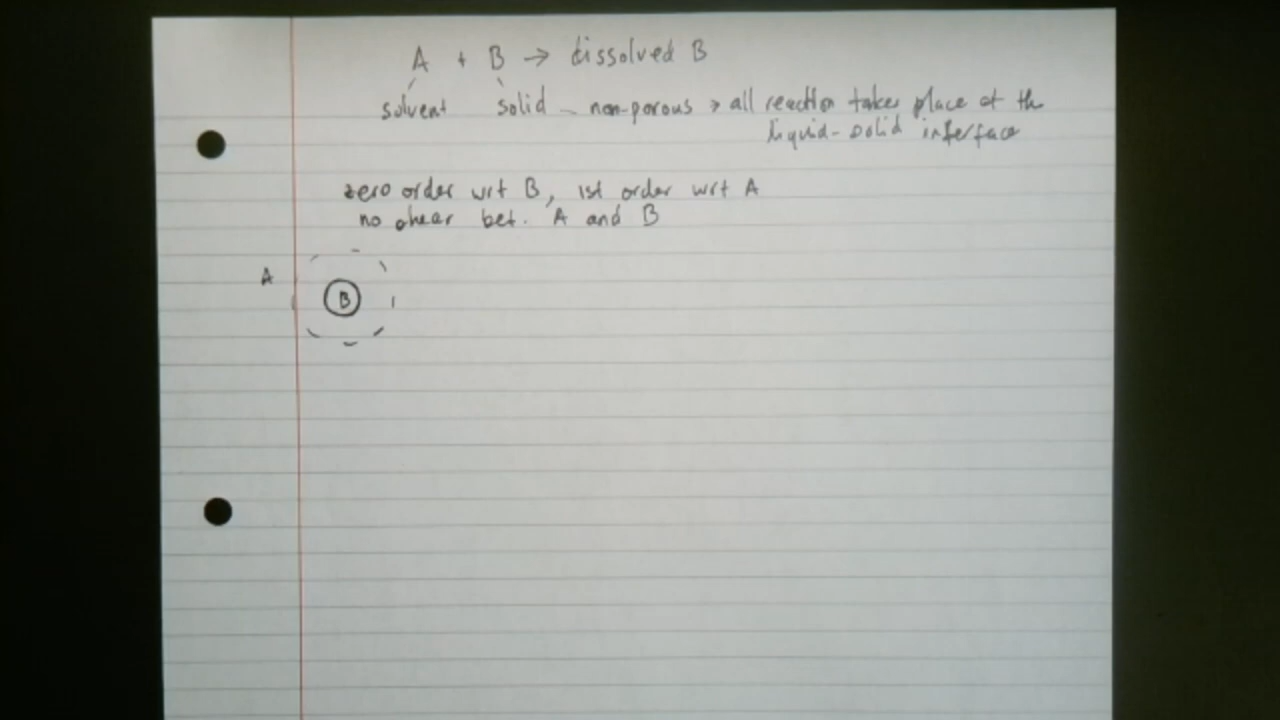 A + B → dissolved B
solvent solid - non-porous → all reaction takes place at the
liquid-solid interface
zero order wrt B, 1st order wrt A
no shear bet. A and B
A
B